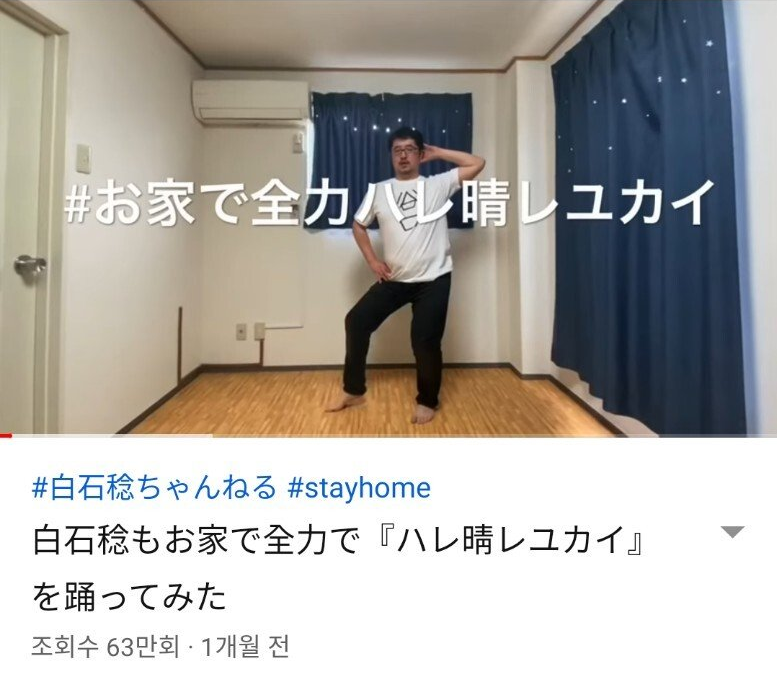 #お家で全力ハレ晴レユカイ
#白石稔ちゃんねる #stayhome
白石稔もお家で全力で『ハレ晴レユカイ』
を踊ってみた
조회수 63만회 · 1개월 전